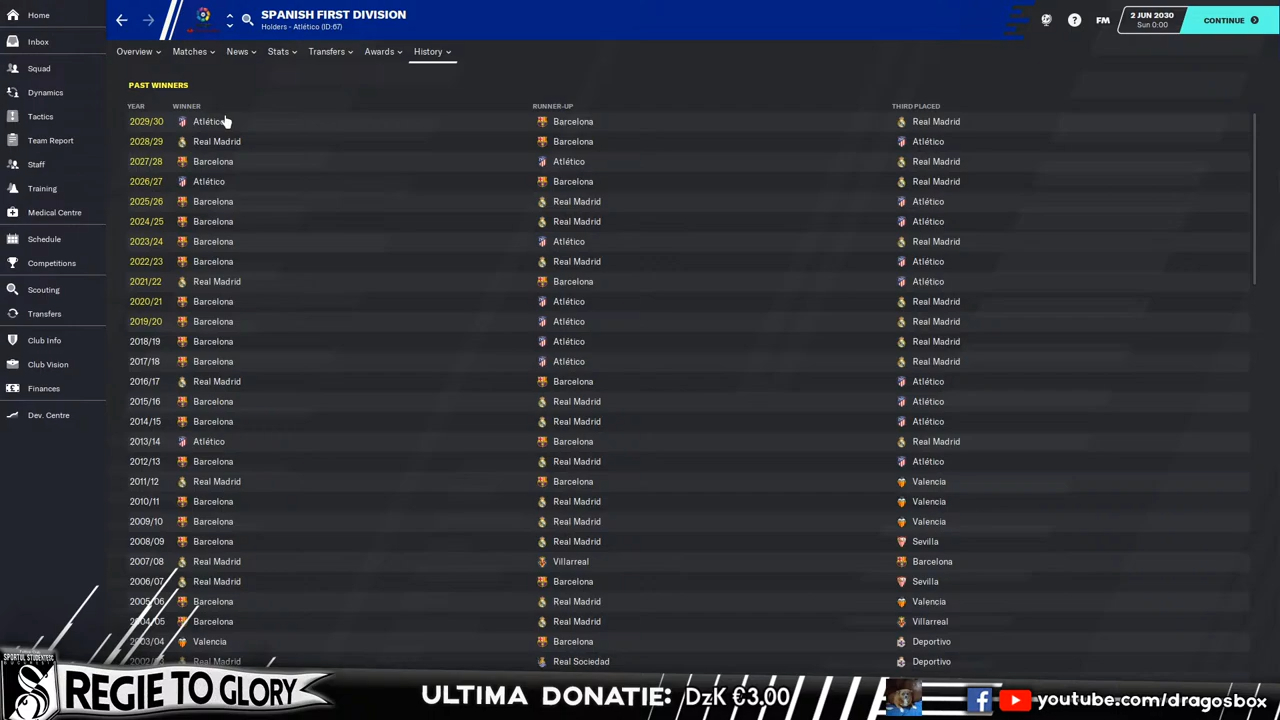 Home
Inbox
Squad
Dynamics
Tactics
Team Report
Staff
Training
Medical Centre
Schedule
Competitions
Scouting
Transfers
Club Info
Club Vision
Finances
Dev. Centre
SPANISH FIRST DIVISION
Holders - Atlético (ID:67)
FM
2 JUN 2030
Sun 0:00
CONTINUE
Overview Matches News Stats Transfers Awards History
PAST WINNERS
YEAR WINNER RUNNER-UP THIRD PLACED
2029/30 Atlético Barcelona Real Madrid
2028/29 Real Madrid Barcelona Atlético
2027/28 Barcelona Atlético Real Madrid
2026/27 Atlético Barcelona Real Madrid
2025/26 Barcelona Real Madrid Atlético
2024/25 Barcelona Real Madrid Atlético
2023/24 Barcelona Atlético Real Madrid
2022/23 Barcelona Real Madrid Atlético
2021/22 Real Madrid Barcelona Atlético
2020/21 Barcelona Atlético Real Madrid
2019/20 Barcelona Atlético Real Madrid
2018/19 Barcelona Atlético Real Madrid
2017/18 Barcelona Atlético Real Madrid
2016/17 Real Madrid Barcelona Atlético
2015/16 Barcelona Real Madrid Atlético
2014/15 Barcelona Real Madrid Atlético
2013/14 Atlético Barcelona Real Madrid
2012/13 Barcelona Real Madrid Atlético
2011/12 Real Madrid Barcelona Valencia
2010/11 Barcelona Real Madrid Valencia
2009/10 Barcelona Real Madrid Valencia
2008/09 Barcelona Real Madrid Sevilla
2007/08 Real Madrid Villarreal Barcelona
2006/07 Real Madrid Barcelona Sevilla
2005/06 Barcelona Real Madrid Valencia
2004/05 Barcelona Real Madrid Villarreal
2003/04 Valencia Barcelona Deportivo
2002/03 Real Madrid Real Sociedad Deportivo
SPORTUL STUDENTESC
REGIE TO GLORY
ULTIMA DONATIE: DzK €3.00
youtube.com/dragosbox